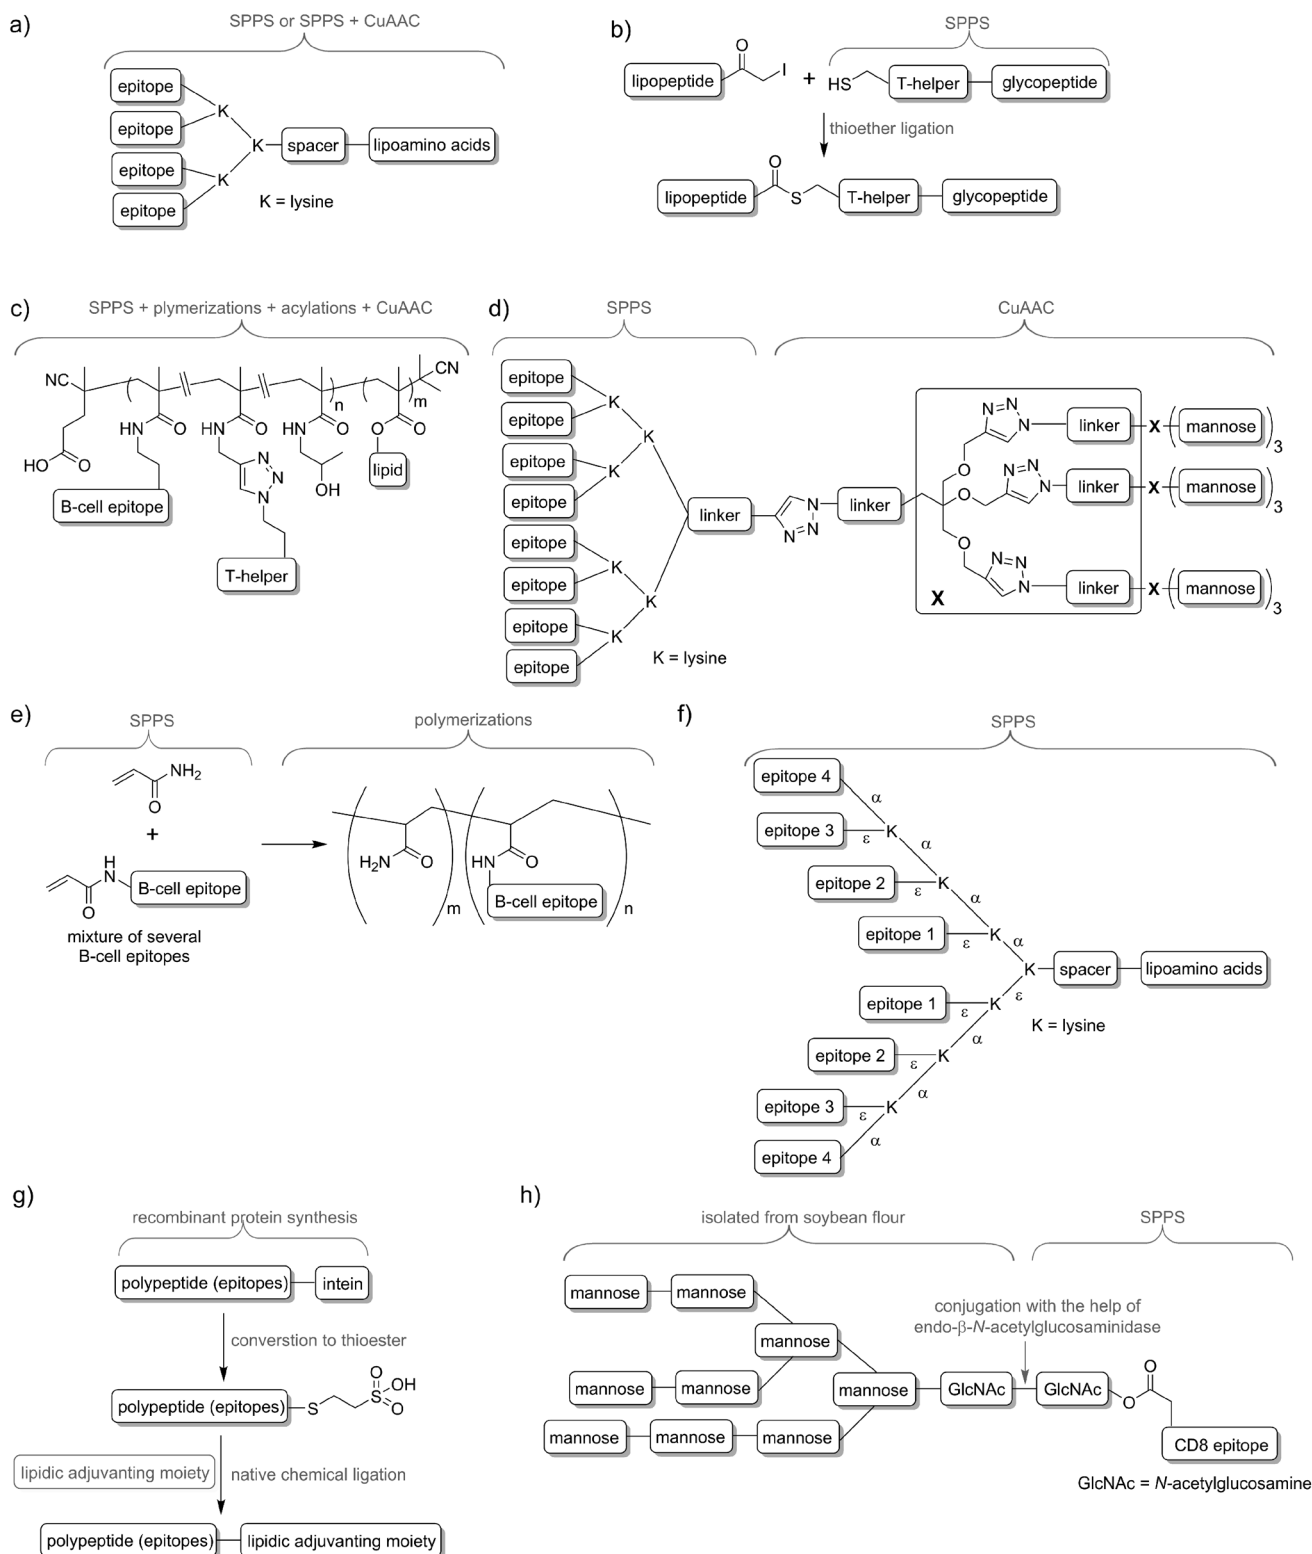 a)
SPPS or SPPS + CuAAC
epitope
epitope
epitope
epitope
K
K
K
spacer
lipoamino acids
K = lysine
b)
SPPS
lipopeptide
O
I
+
HS
T-helper
glycopeptide
thioether ligation
lipopeptide
O
S
T-helper
glycopeptide
c)
SPPS + plymerizations + acylations + CuAAC
NC
CN
n
m
HN
O
HN
O
HN
O
O
O
HO
O
N
N
N
OH
lipid
B-cell epitope
T-helper
d)
SPPS
CuAAC
epitope
epitope
epitope
epitope
epitope
epitope
epitope
epitope
K
K
K
K
K
K
linker
N
N
N
linker
O
O
O
N=N
N
N=N
N
N
N
N
linker
linker
linker
X
X
X
mannose
mannose
mannose
3
3
3
X
K = lysine
e)
SPPS
polymerizations
NH2
O
+
H
N
O
B-cell epitope
mixture of several
B-cell epitopes
H2N
O
m
HN
O
B-cell epitope
n
f)
SPPS
epitope 4
α
epitope 3
ε
K
α
epitope 2
ε
K
α
epitope 1
ε
K
α
K
spacer
lipoamino acids
ε
epitope 1
ε
K
K = lysine
α
epitope 2
ε
K
α
epitope 3
ε
K
α
epitope 4
g)
recombinant protein synthesis
polypeptide (epitopes)
intein
converstion to thioester
polypeptide (epitopes)
S
O
S
OH
O
lipidic adjuvanting moiety
native chemical ligation
polypeptide (epitopes)
lipidic adjuvanting moiety
h)
isolated from soybean flour
SPPS
mannose
mannose
mannose
mannose
mannose
mannose
mannose
mannose
mannose
conjugation with the help of
endo-β-N-acetylglucosaminidase
GlcNAc
GlcNAc
O
O
CD8 epitope
GlcNAc = N-acetylglucosamine